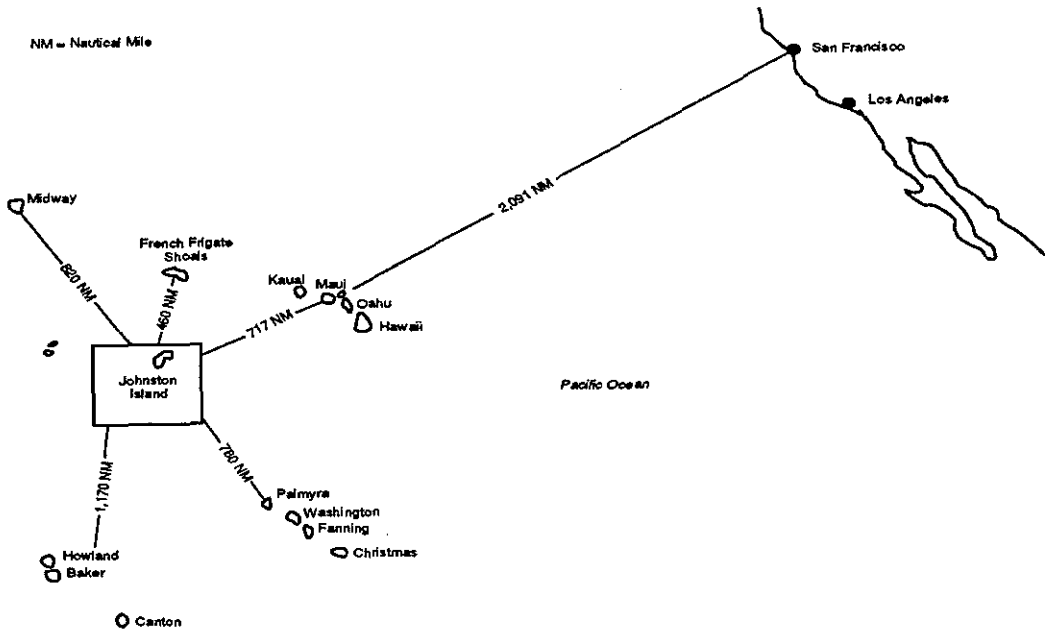 NM = Nautical Mile
San Francisco
Los Angeles
2,091 NM
Midway
French Frigate
Shoals
820 NM
460 NM
Kauai
Maui
Oahu
Hawaii
717 NM
Johnston
Island
Pacific Ocean
780 NM
1,170 NM
Palmyra
Washington
Fanning
Christmas
Howland
Baker
Canton